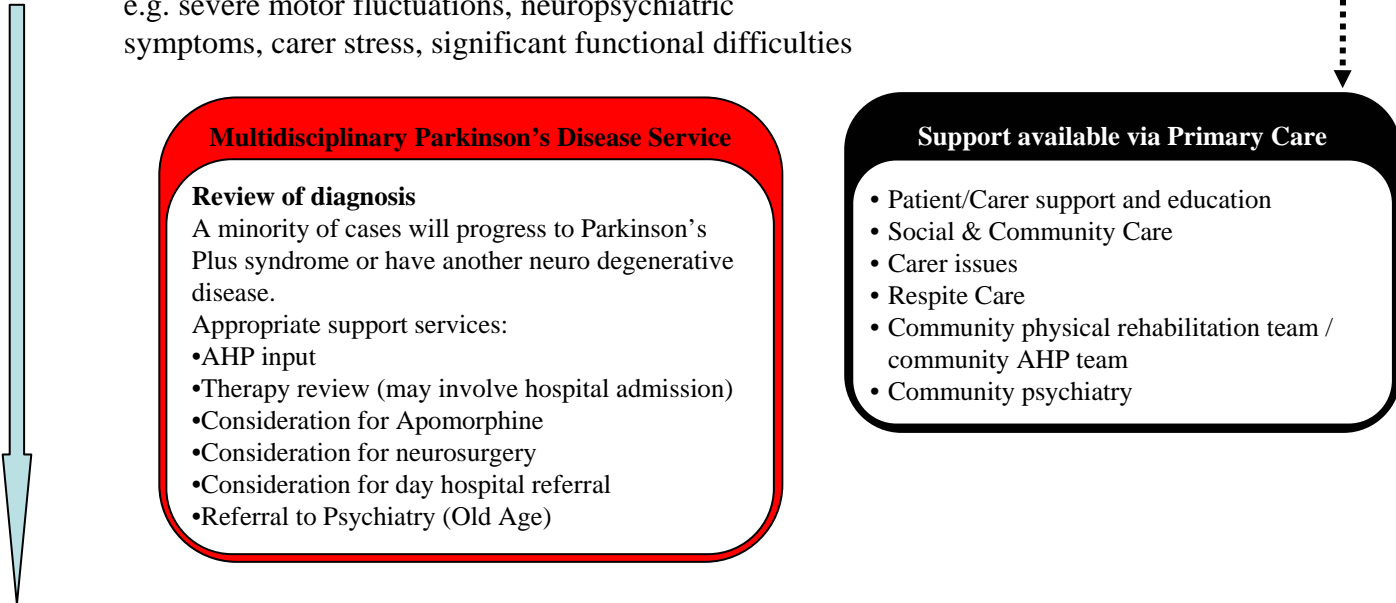 e.g. severe motor fluctuations, neuropsychiatric
symptoms, carer stress, significant functional difficulties
Multidisciplinary Parkinson's Disease Service
Review of diagnosis
A minority of cases will progress to Parkinson's
Plus syndrome or have another neuro degenerative
disease.
Appropriate support services:
•AHP input
•Therapy review (may involve hospital admission)
•Consideration for Apomorphine
•Consideration for neurosurgery
•Consideration for day hospital referral
•Referral to Psychiatry (Old Age)
Support available via Primary Care
• Patient/Carer support and education
• Social & Community Care
• Carer issues
• Respite Care
• Community physical rehabilitation team /
community AHP team
• Community psychiatry